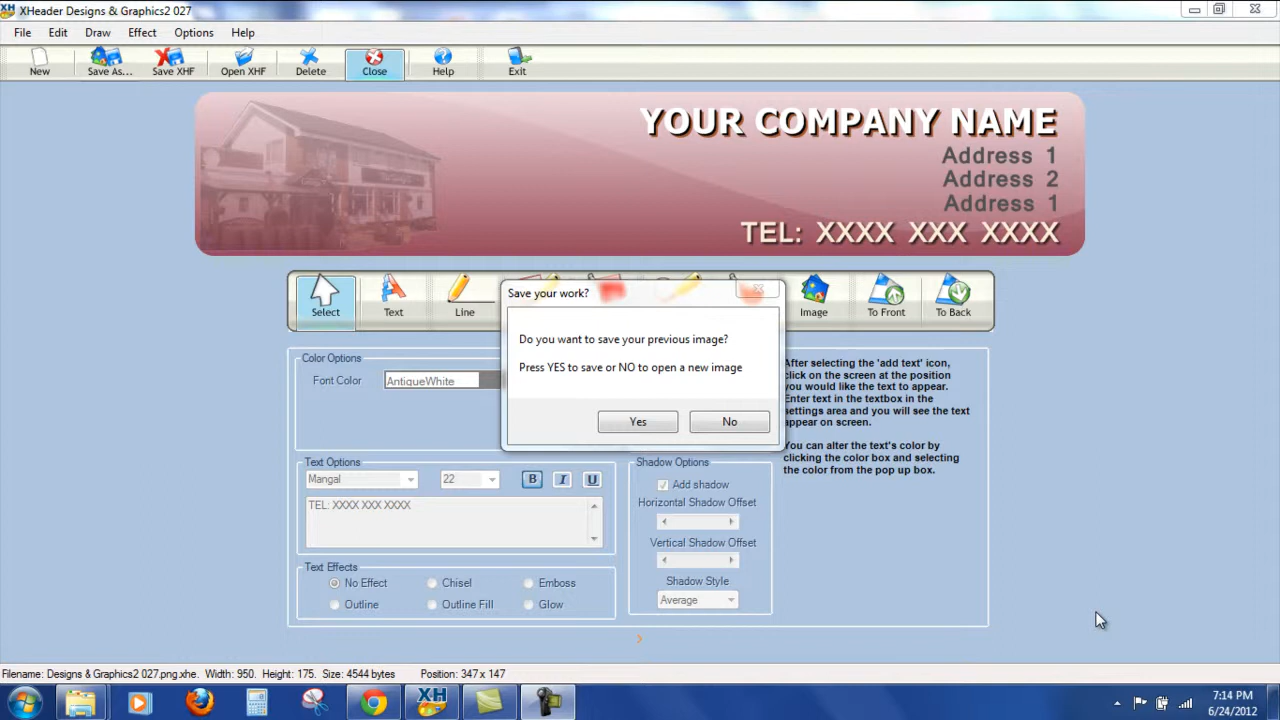 XHeader Designs & Graphics2 027
File Edit Draw Effect Options Help
New Save As... Save XHF Open XHF Delete Close Help Exit
YOUR COMPANY NAME
Address 1
Address 2
Address 1
TEL: XXXX XXX XXXX
Select Text Line Image To Front To Back
Save your work?
Do you want to save your previous image?
Press YES to save or NO to open a new image
Yes No
Color Options
Font Color AntiqueWhite
After selecting the 'add text' icon,
click on the screen at the position
you would like the text to appear.
Enter text in the textbox in the
settings area and you will see the text
appear on screen.
You can alter the text's color by
clicking the color box and selecting
the color from the pop up box.
Text Options
Mangal 22 B I U
TEL: XXXX XXX XXXX
Shadow Options
Add shadow
Horizontal Shadow Offset
Vertical Shadow Offset
Shadow Style
Average
Text Effects
No Effect Chisel Emboss
Outline Outline Fill Glow
Filename: Designs & Graphics2 027.png.xhe. Width: 950. Height: 175. Size: 4544 bytes Position: 347 x 147
XH
7:14 PM
6/24/2012